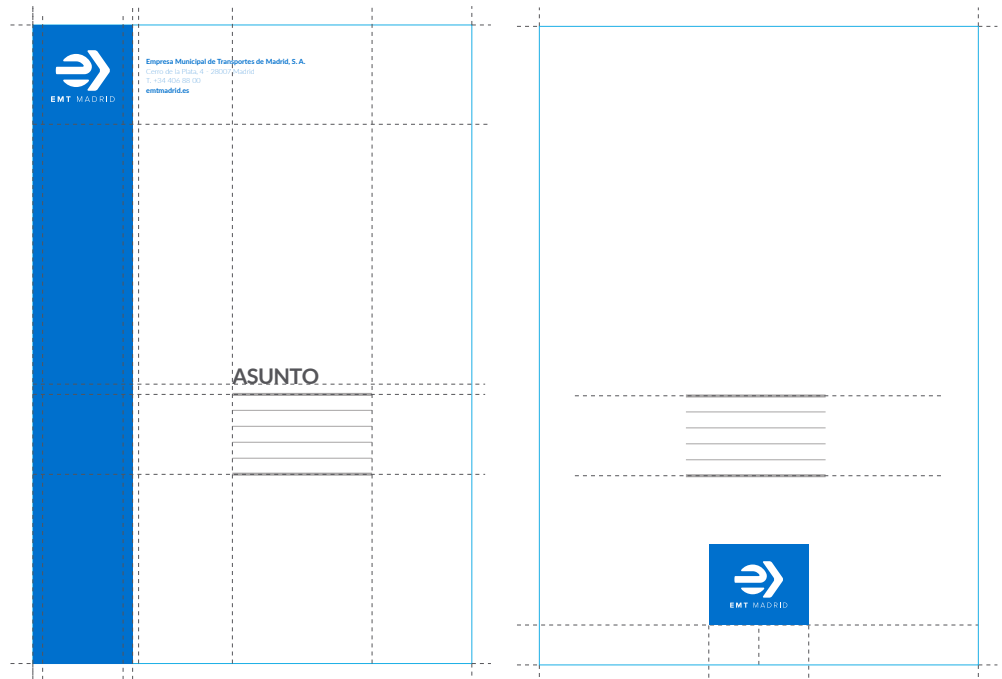 EMT MADRID
Empresa Municipal de Transportes de Madrid, S. A.
Cerro de la Plata, 4 - 28007 Madrid
T. +34 406 88 00
emtmadrid.es
ASUNTO
EMT MADRID